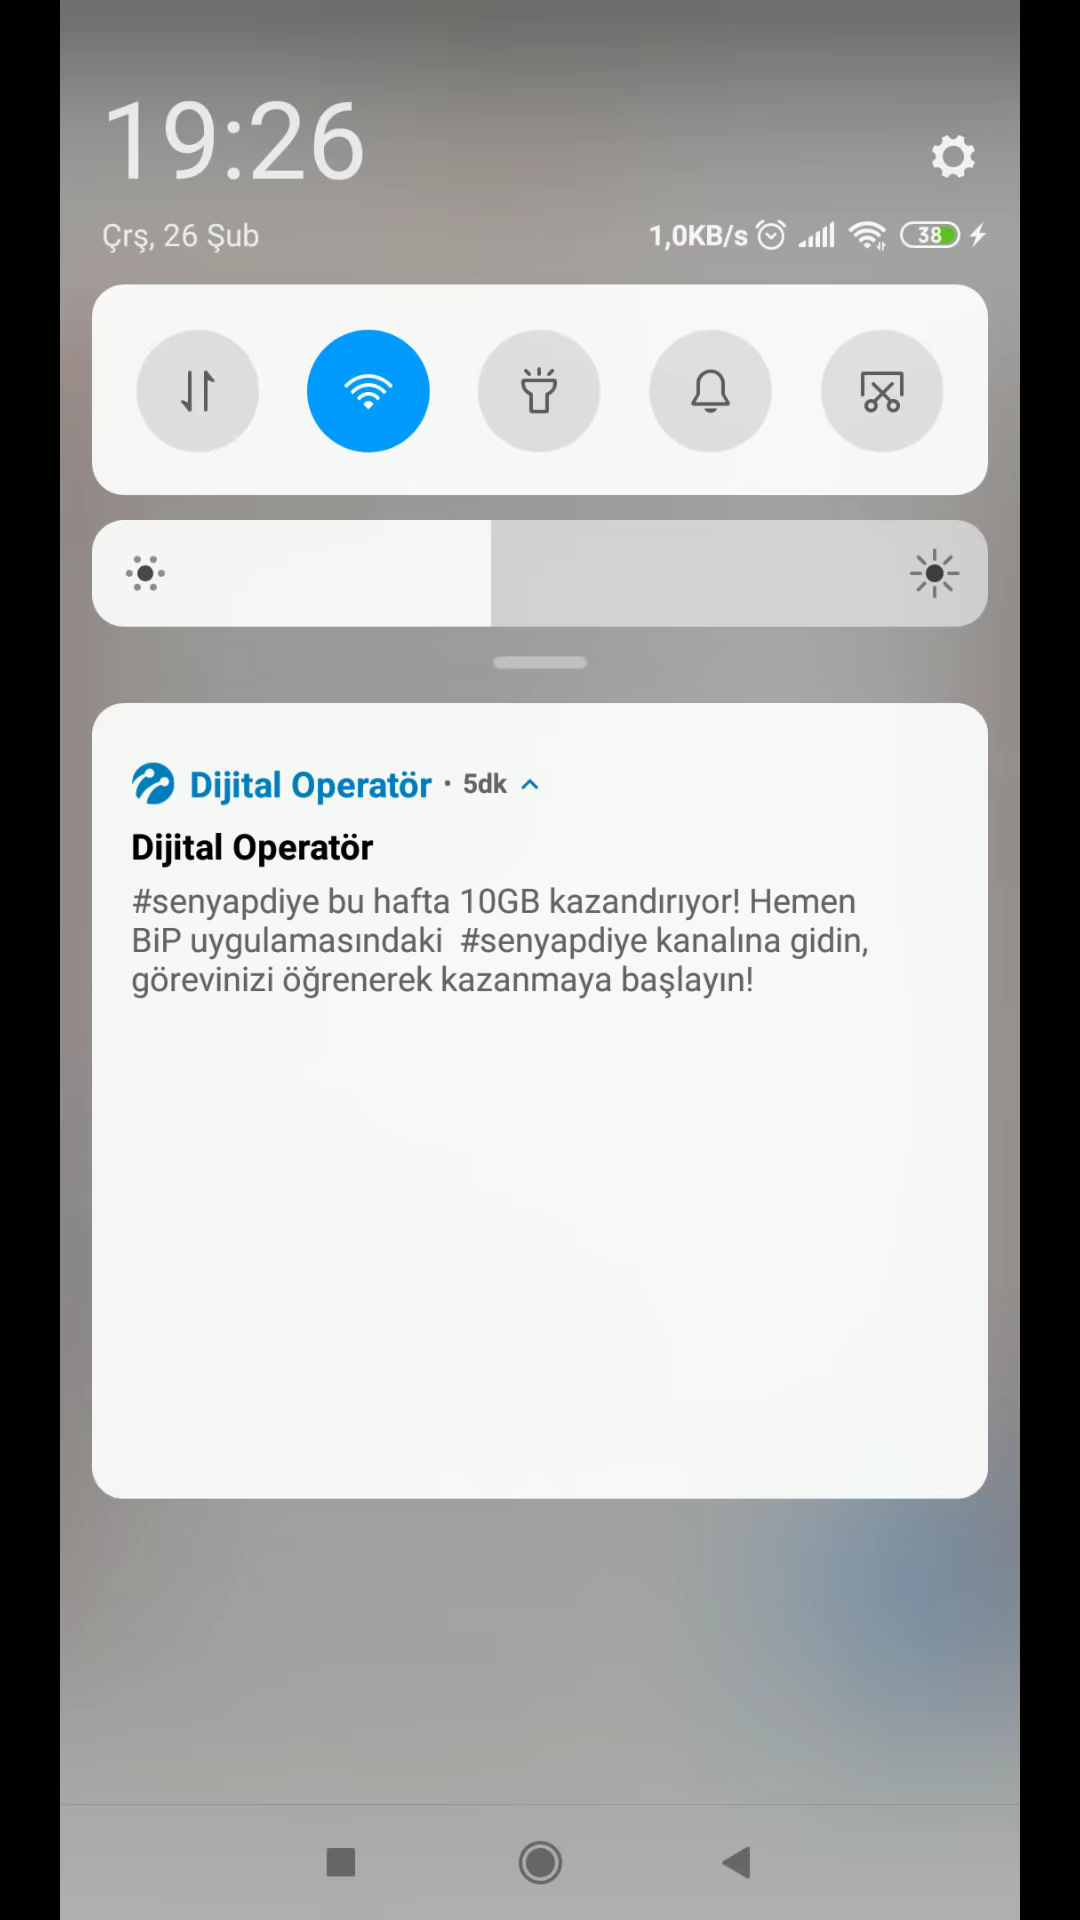 19:26
Çrş, 26 Şub
1,0KB/s
38
Dijital Operatör · 5dk
Dijital Operatör
#senyapdiye bu hafta 10GB kazandırıyor! Hemen
BiP uygulamasındaki  #senyapdiye kanalına gidin,
görevinizi öğrenerek kazanmaya başlayın!